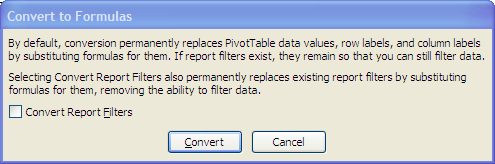 Convert to Formulas
By default, conversion permanently replaces PivotTable data values, row labels, and column labels
by substituting formulas for them. If report filters exist, they remain so that you can still filter data.
Selecting Convert Report Filters also permanently replaces existing report filters by substituting
formulas for them, removing the ability to filter data.
Convert Report Filters
Convert
Cancel